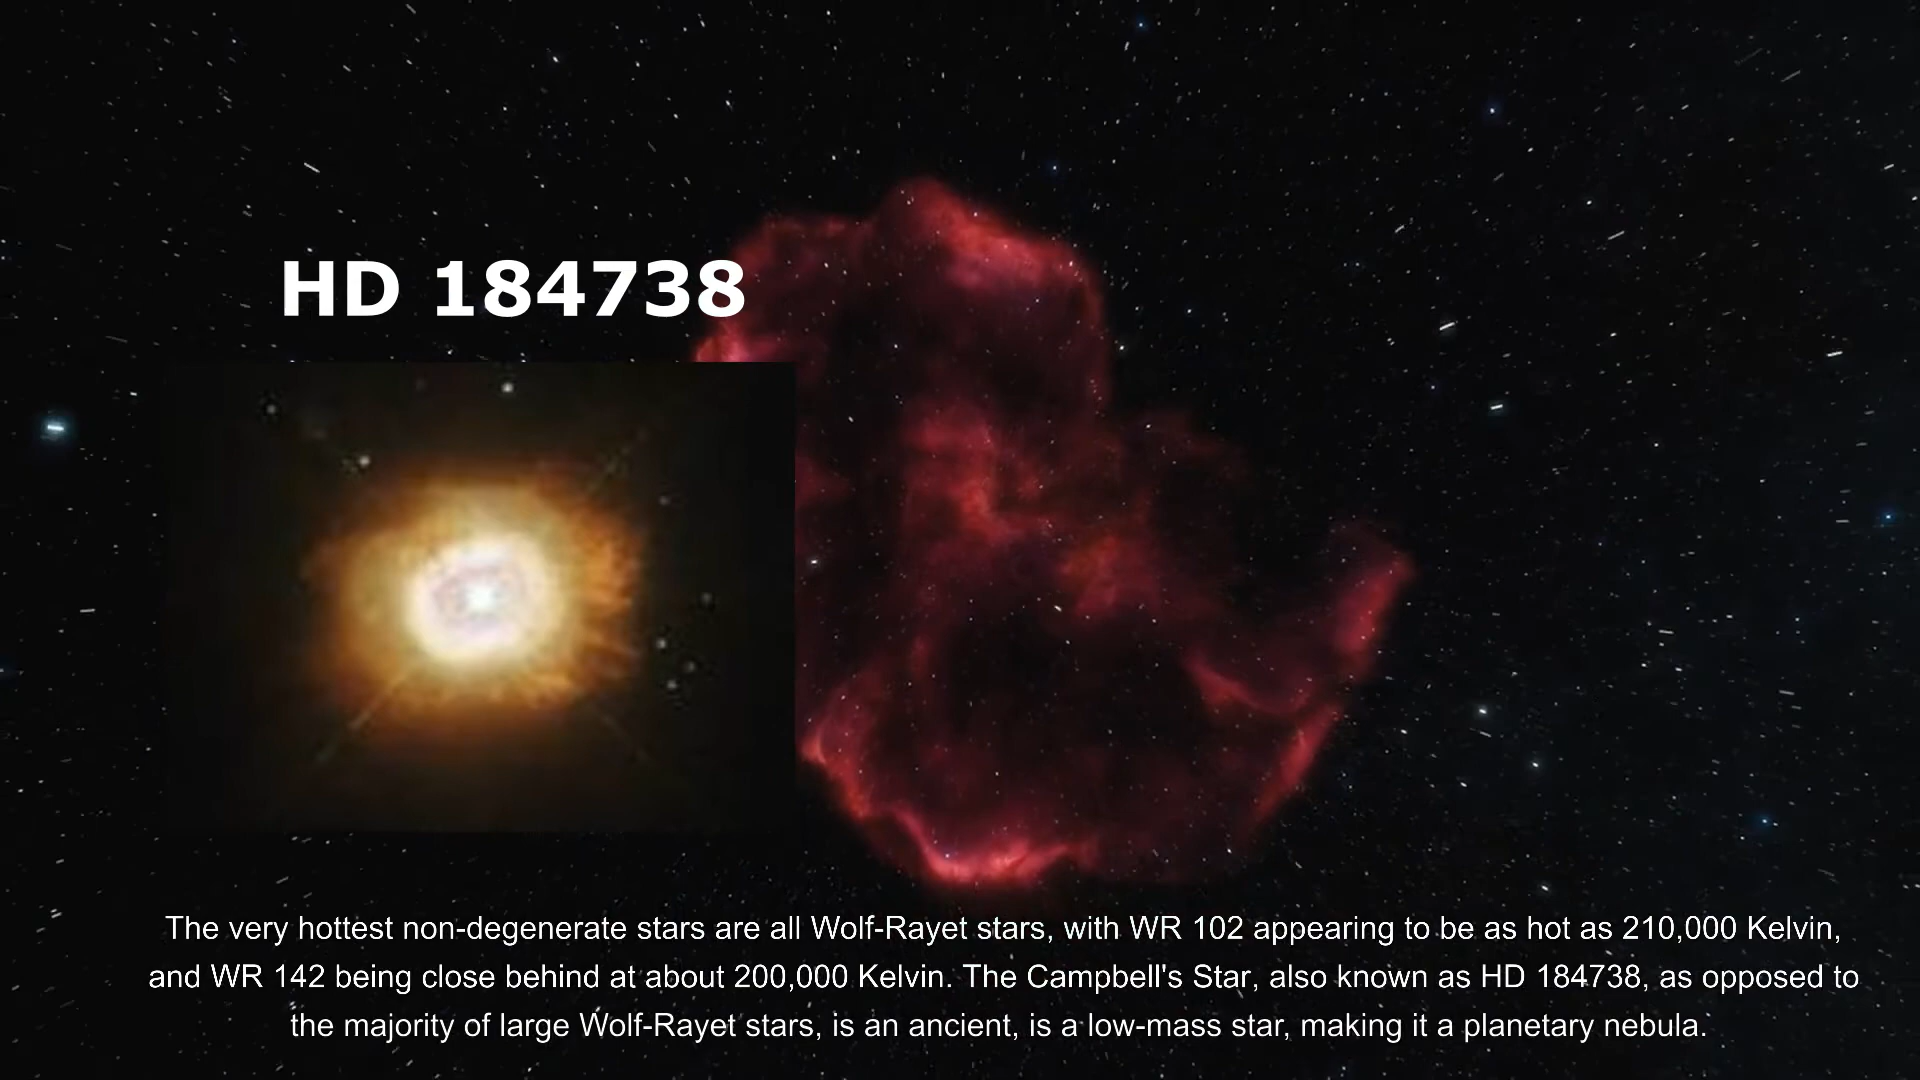 HD 184738
The very hottest non-degenerate stars are all Wolf-Rayet stars, with WR 102 appearing to be as hot as 210,000 Kelvin,
and WR 142 being close behind at about 200,000 Kelvin. The Campbell's Star, also known as HD 184738, as opposed to
the majority of large Wolf-Rayet stars, is an ancient, is a low-mass star, making it a planetary nebula.